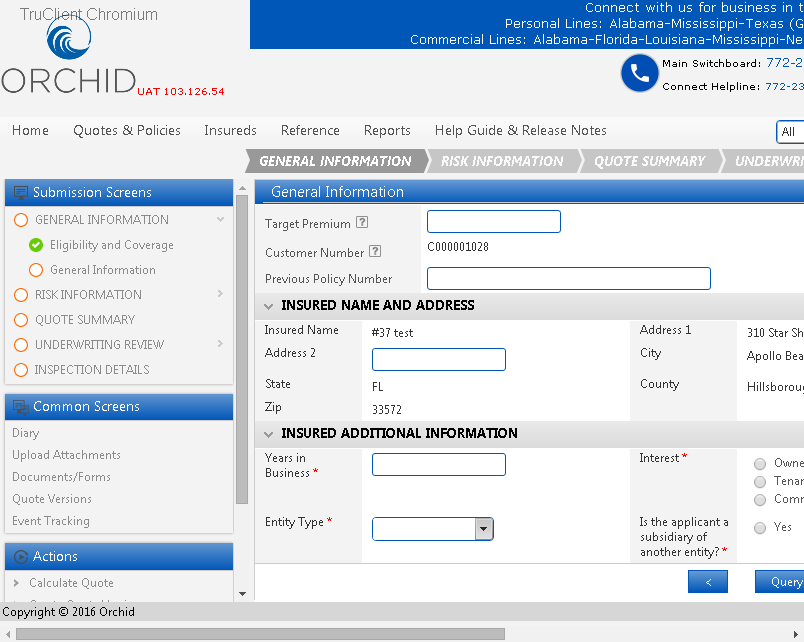 TruClient Chromium
Connect with us for business in t
Personal Lines: Alabama-Mississippi-Texas (G
Commercial Lines: Alabama-Florida-Louisiana-Mississippi-Ne
ORCHID UAT 103.126.54
Main Switchboard: 772-2
Connect Helpline: 772-23
Home Quotes & Policies Insureds Reference Reports Help Guide & Release Notes All
GENERAL INFORMATION RISK INFORMATION QUOTE SUMMARY UNDERWRI
Submission Screens
GENERAL INFORMATION
Eligibility and Coverage
General Information
RISK INFORMATION
QUOTE SUMMARY
UNDERWRITING REVIEW
INSPECTION DETAILS
Common Screens
Diary
Upload Attachments
Documents/Forms
Quote Versions
Event Tracking
Actions
Calculate Quote
General Information
Target Premium ?
Customer Number ? C000001028
Previous Policy Number
INSURED NAME AND ADDRESS
Insured Name #37 test Address 1 310 Star Sh
Address 2 City Apollo Bea
State FL County Hillsborou
Zip 33572
INSURED ADDITIONAL INFORMATION
Years in Business * Interest * Owne
Tenar
Comm
Entity Type * Is the applicant a Yes
subsidiary of
another entity? *
< Query
Copyright © 2016 Orchid